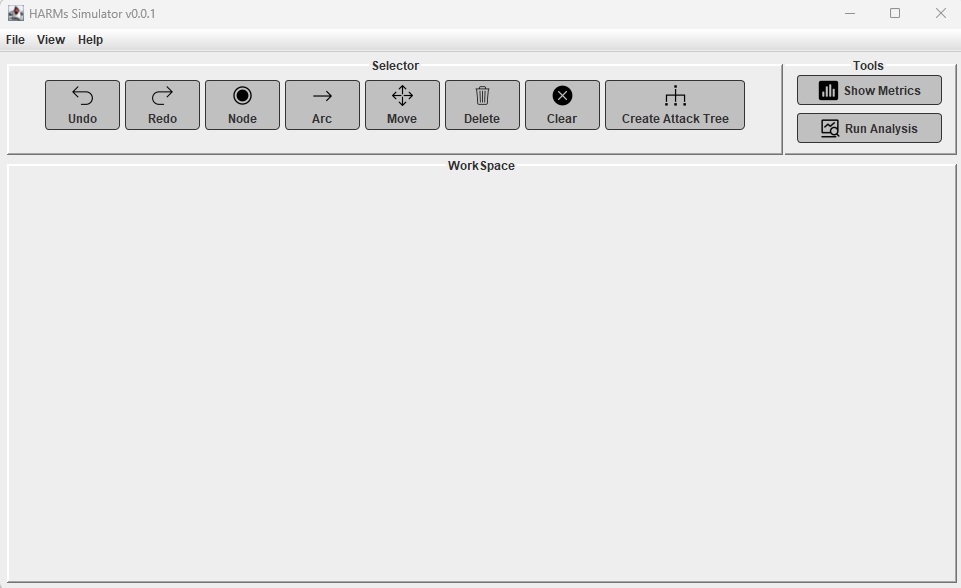 HARMs Simulator v0.0.1
File View Help
Selector
Undo Redo Node Arc Move Delete Clear Create Attack Tree
Tools
Show Metrics
Run Analysis
WorkSpace